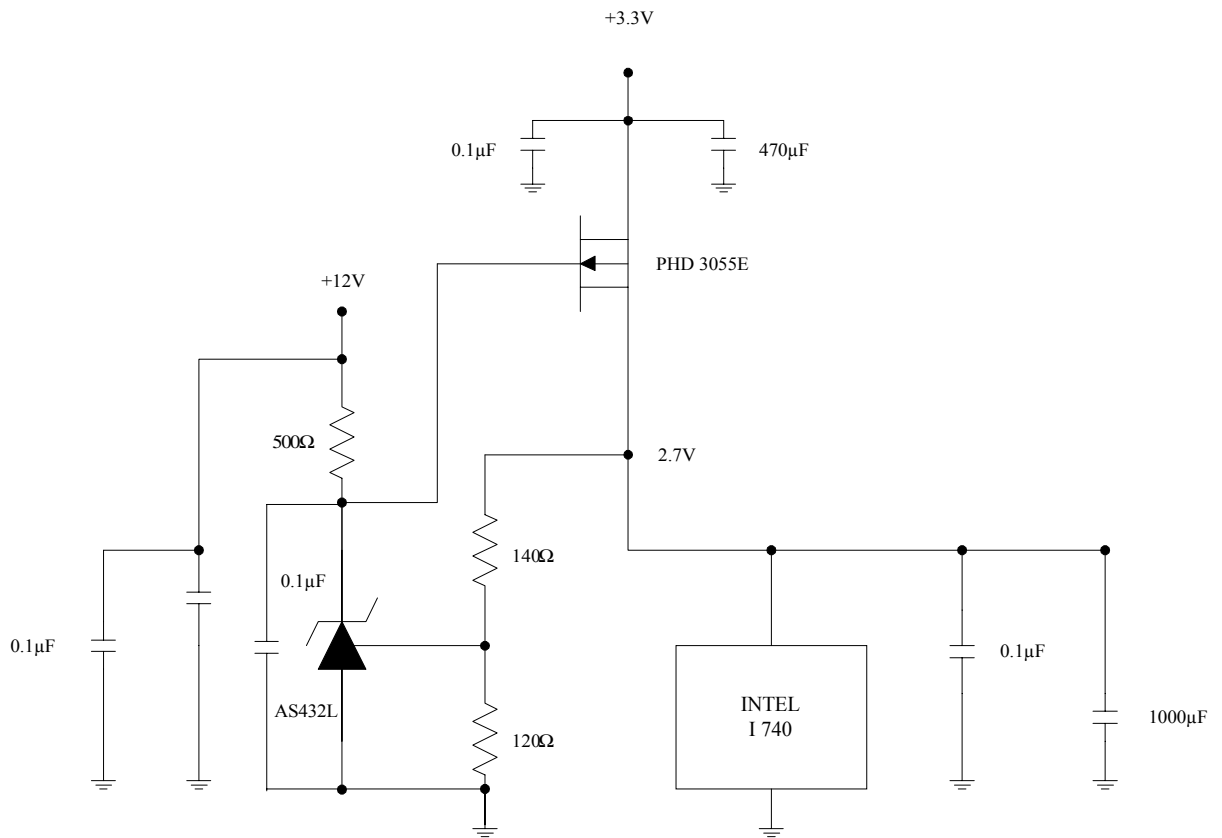 +3.3V
0.1µF
470µF
PHD 3055E
+12V
500Ω
2.7V
140Ω
0.1µF
0.1µF
0.1µF
AS432L
INTEL
I 740
120Ω
1000µF